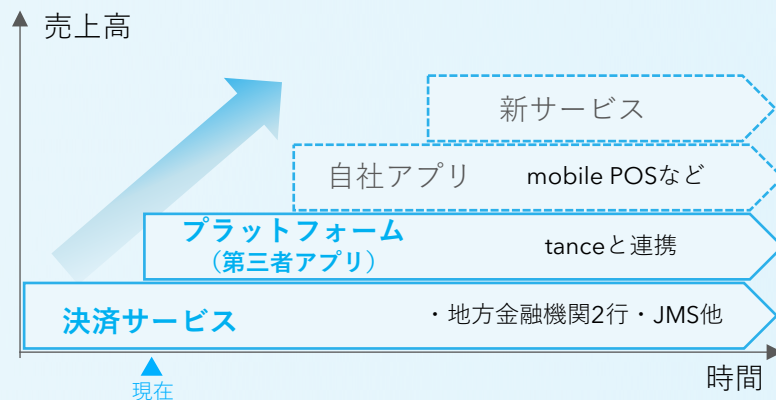 売上高
新サービス
自社アプリ mobile POSなど
プラットフォーム
（第三者アプリ） tanceと連携
決済サービス ・地方金融機関2行・JMS他
現在
時間